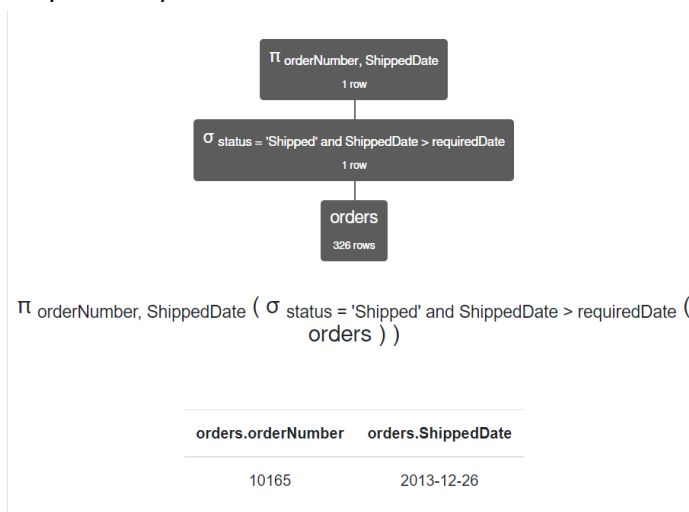 π orderNumber, ShippedDate
1 row
σ status = 'Shipped' and ShippedDate > requiredDate
1 row
orders
326 rows
π orderNumber, ShippedDate ( σ status = 'Shipped' and ShippedDate > requiredDate (
orders ) )
orders.orderNumber orders.ShippedDate
10165 2013-12-26